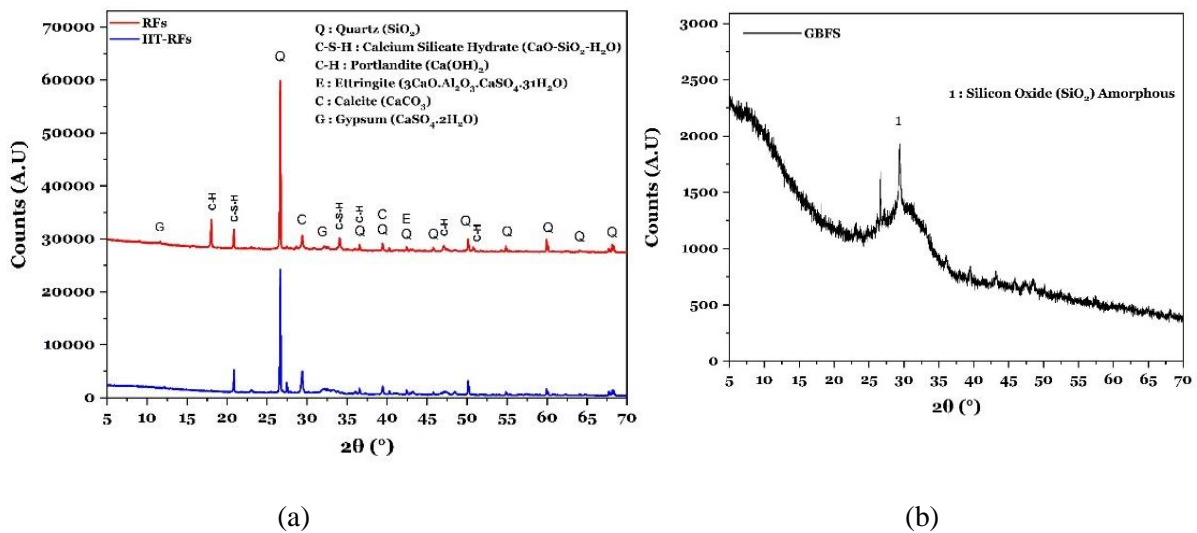 RFs
HT-RFs
Q : Quartz (SiO₂)
C-S-H : Calcium Silicate Hydrate (CaO-SiO₂-H₂O)
C-H : Portlandite (Ca(OH)₂)
E : Ettringite (3CaO.Al₂O₃.CaSO₄.31H₂O)
C : Calcite (CaCO₃)
G : Gypsum (CaSO₄.2H₂O)
Counts (A.U)
70000
60000
50000
40000
30000
20000
10000
0
G
C-H
C-S-H
Q
C
G
C-S-H
C-H
Q
C
Q
E
Q
Q
C-H
Q
C-H
Q
Q
Q
Q
5 10 15 20 25 30 35 40 45 50 55 60 65 70
2θ (°)
(a)
GBFS
1 : Silicon Oxide (SiO₂) Amorphous
1
Counts (A.U)
3000
2500
2000
1500
1000
500
0
5 10 15 20 25 30 35 40 45 50 55 60 65 70
2θ (°)
(b)